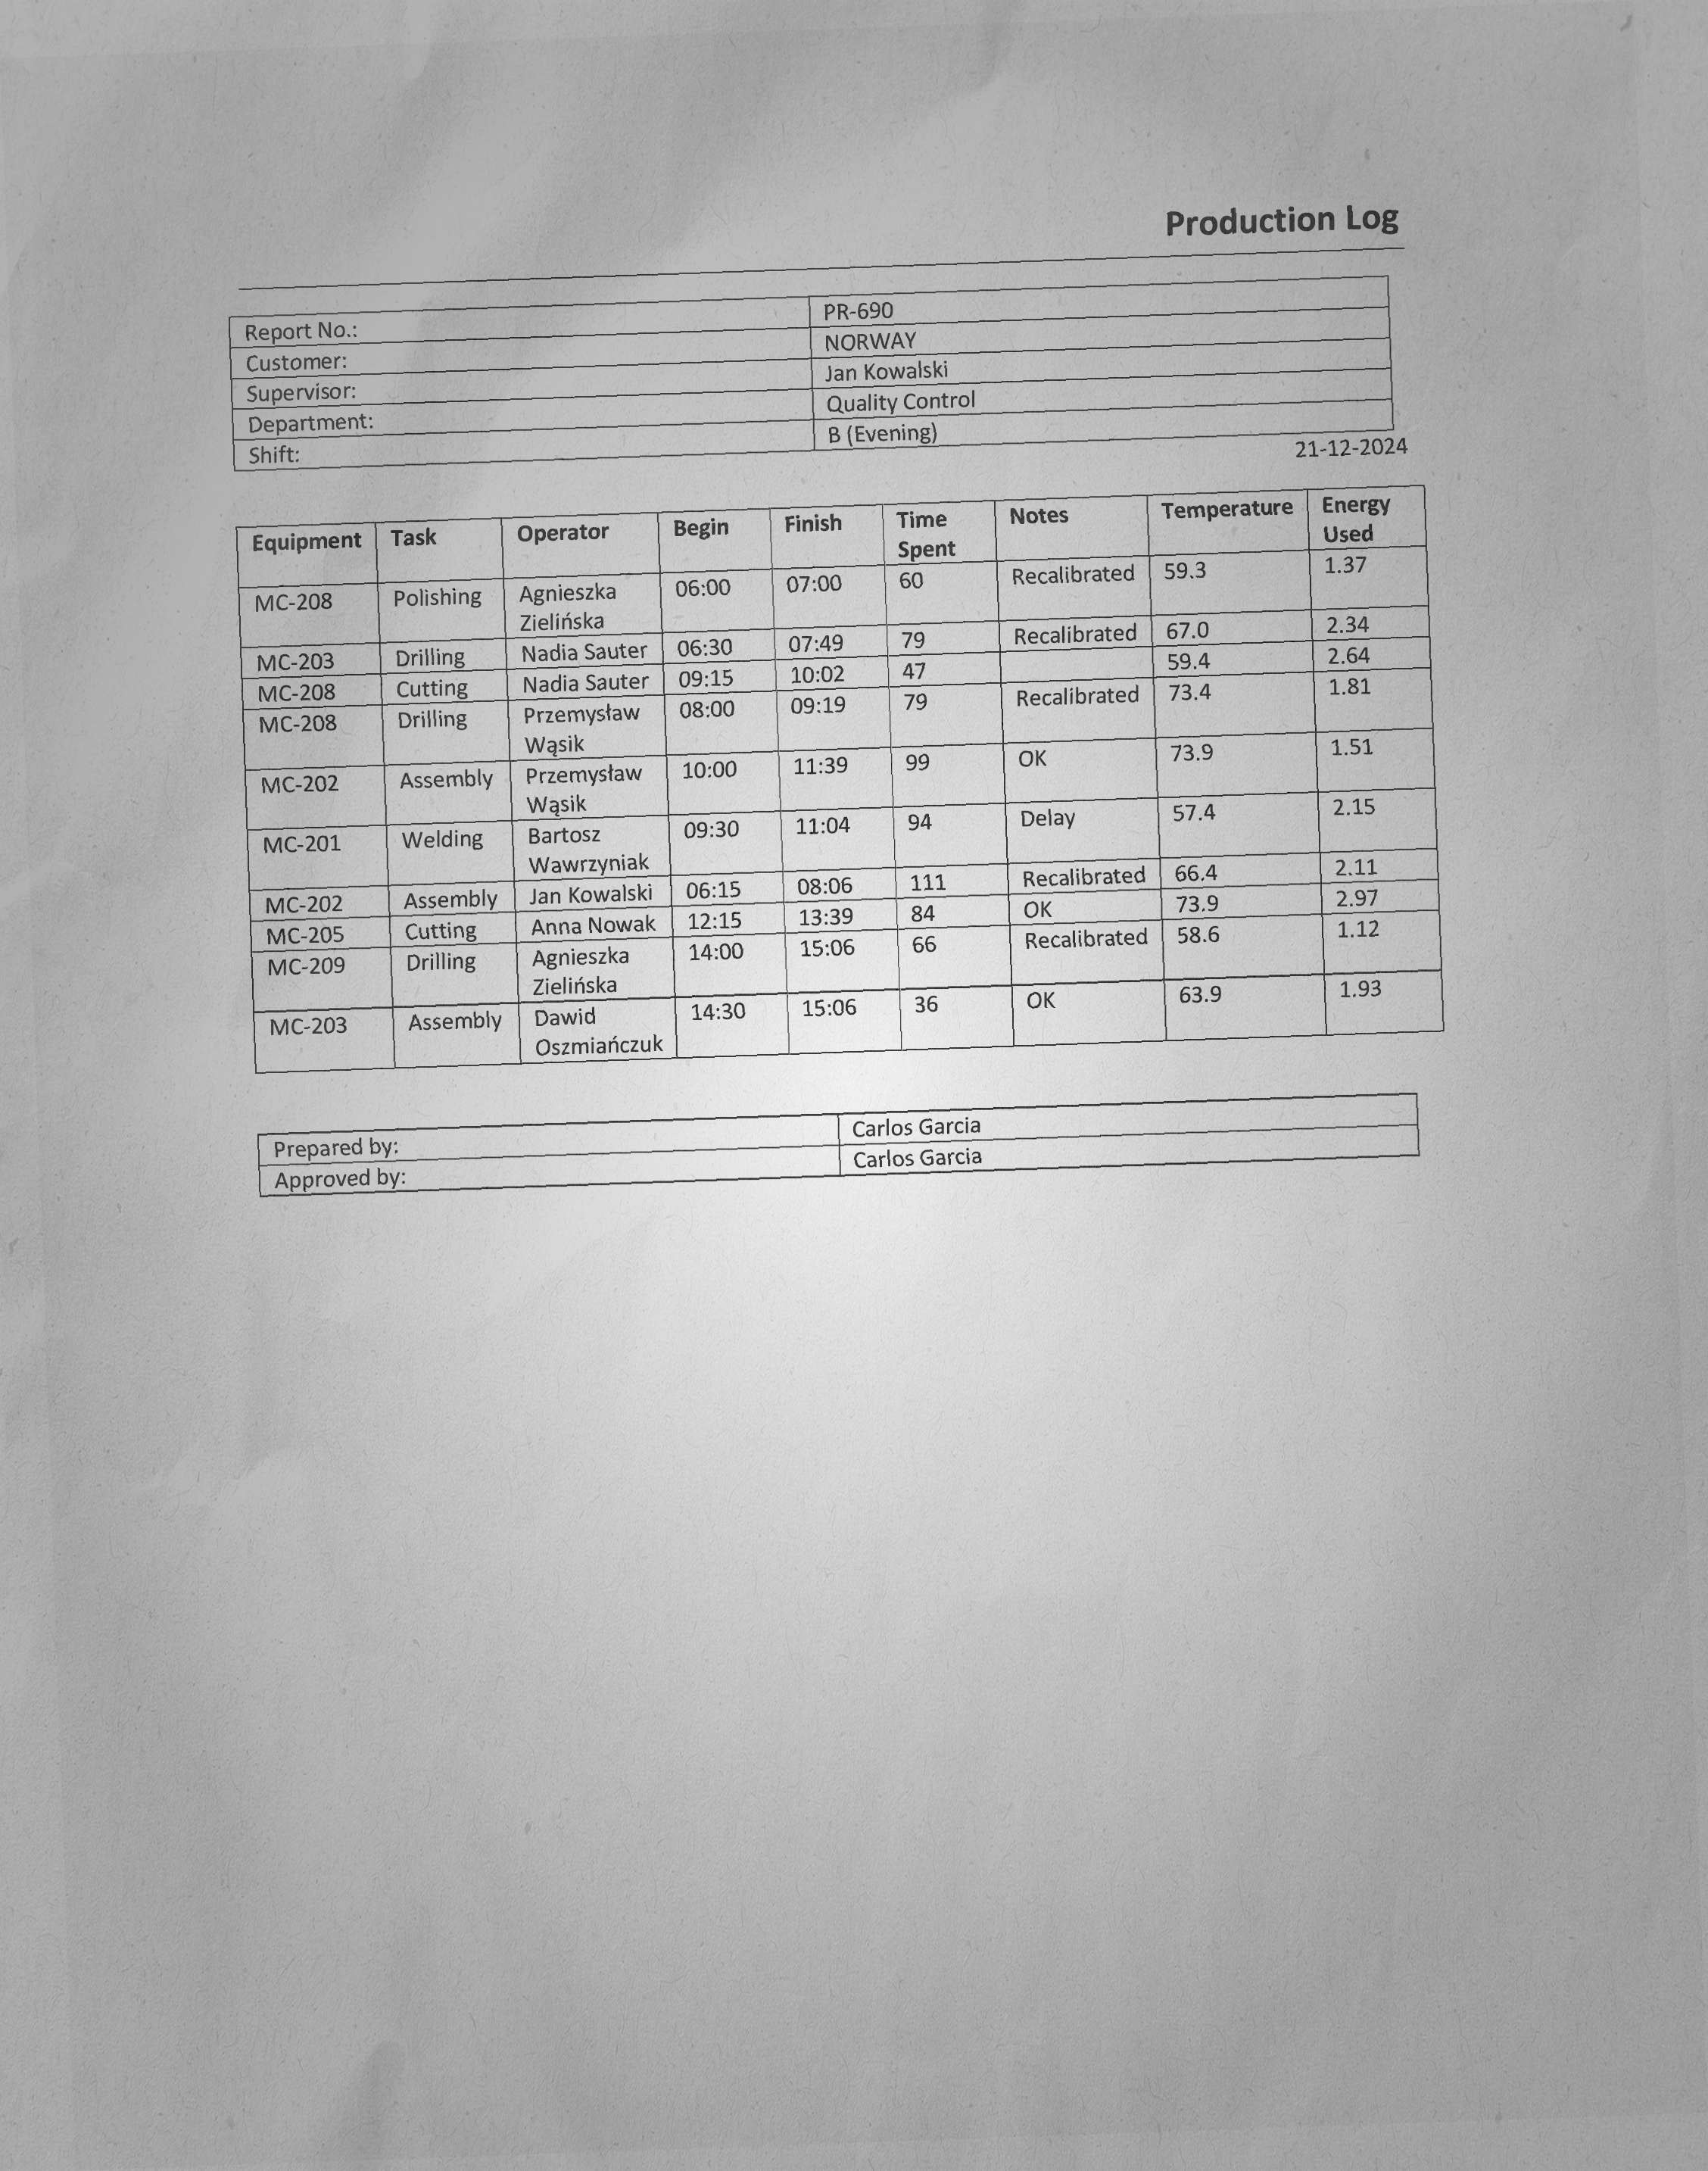 Production Log
Report No.: PR-690
Customer: NORWAY
Supervisor: Jan Kowalski
Department: Quality Control
Shift: B (Evening)
21-12-2024
Equipment Task Operator Begin Finish Time Spent Notes Temperature Energy Used
MC-208 Polishing Agnieszka Zielińska 06:00 07:00 60 Recalibrated 59.3 1.37
MC-203 Drilling Nadia Sauter 06:30 07:49 79 Recalibrated 67.0 2.34
MC-208 Cutting Nadia Sauter 09:15 10:02 47 59.4 2.64
MC-208 Drilling Przemysław Wąsik 08:00 09:19 79 Recalibrated 73.4 1.81
MC-202 Assembly Przemysław Wąsik 10:00 11:39 99 OK 73.9 1.51
MC-201 Welding Bartosz Wawrzyniak 09:30 11:04 94 Delay 57.4 2.15
MC-202 Assembly Jan Kowalski 06:15 08:06 111 Recalibrated 66.4 2.11
MC-205 Cutting Anna Nowak 12:15 13:39 84 OK 73.9 2.97
MC-209 Drilling Agnieszka Zielińska 14:00 15:06 66 Recalibrated 58.6 1.12
MC-203 Assembly Dawid Oszmiańczuk 14:30 15:06 36 OK 63.9 1.93
Prepared by: Carlos Garcia
Approved by: Carlos Garcia